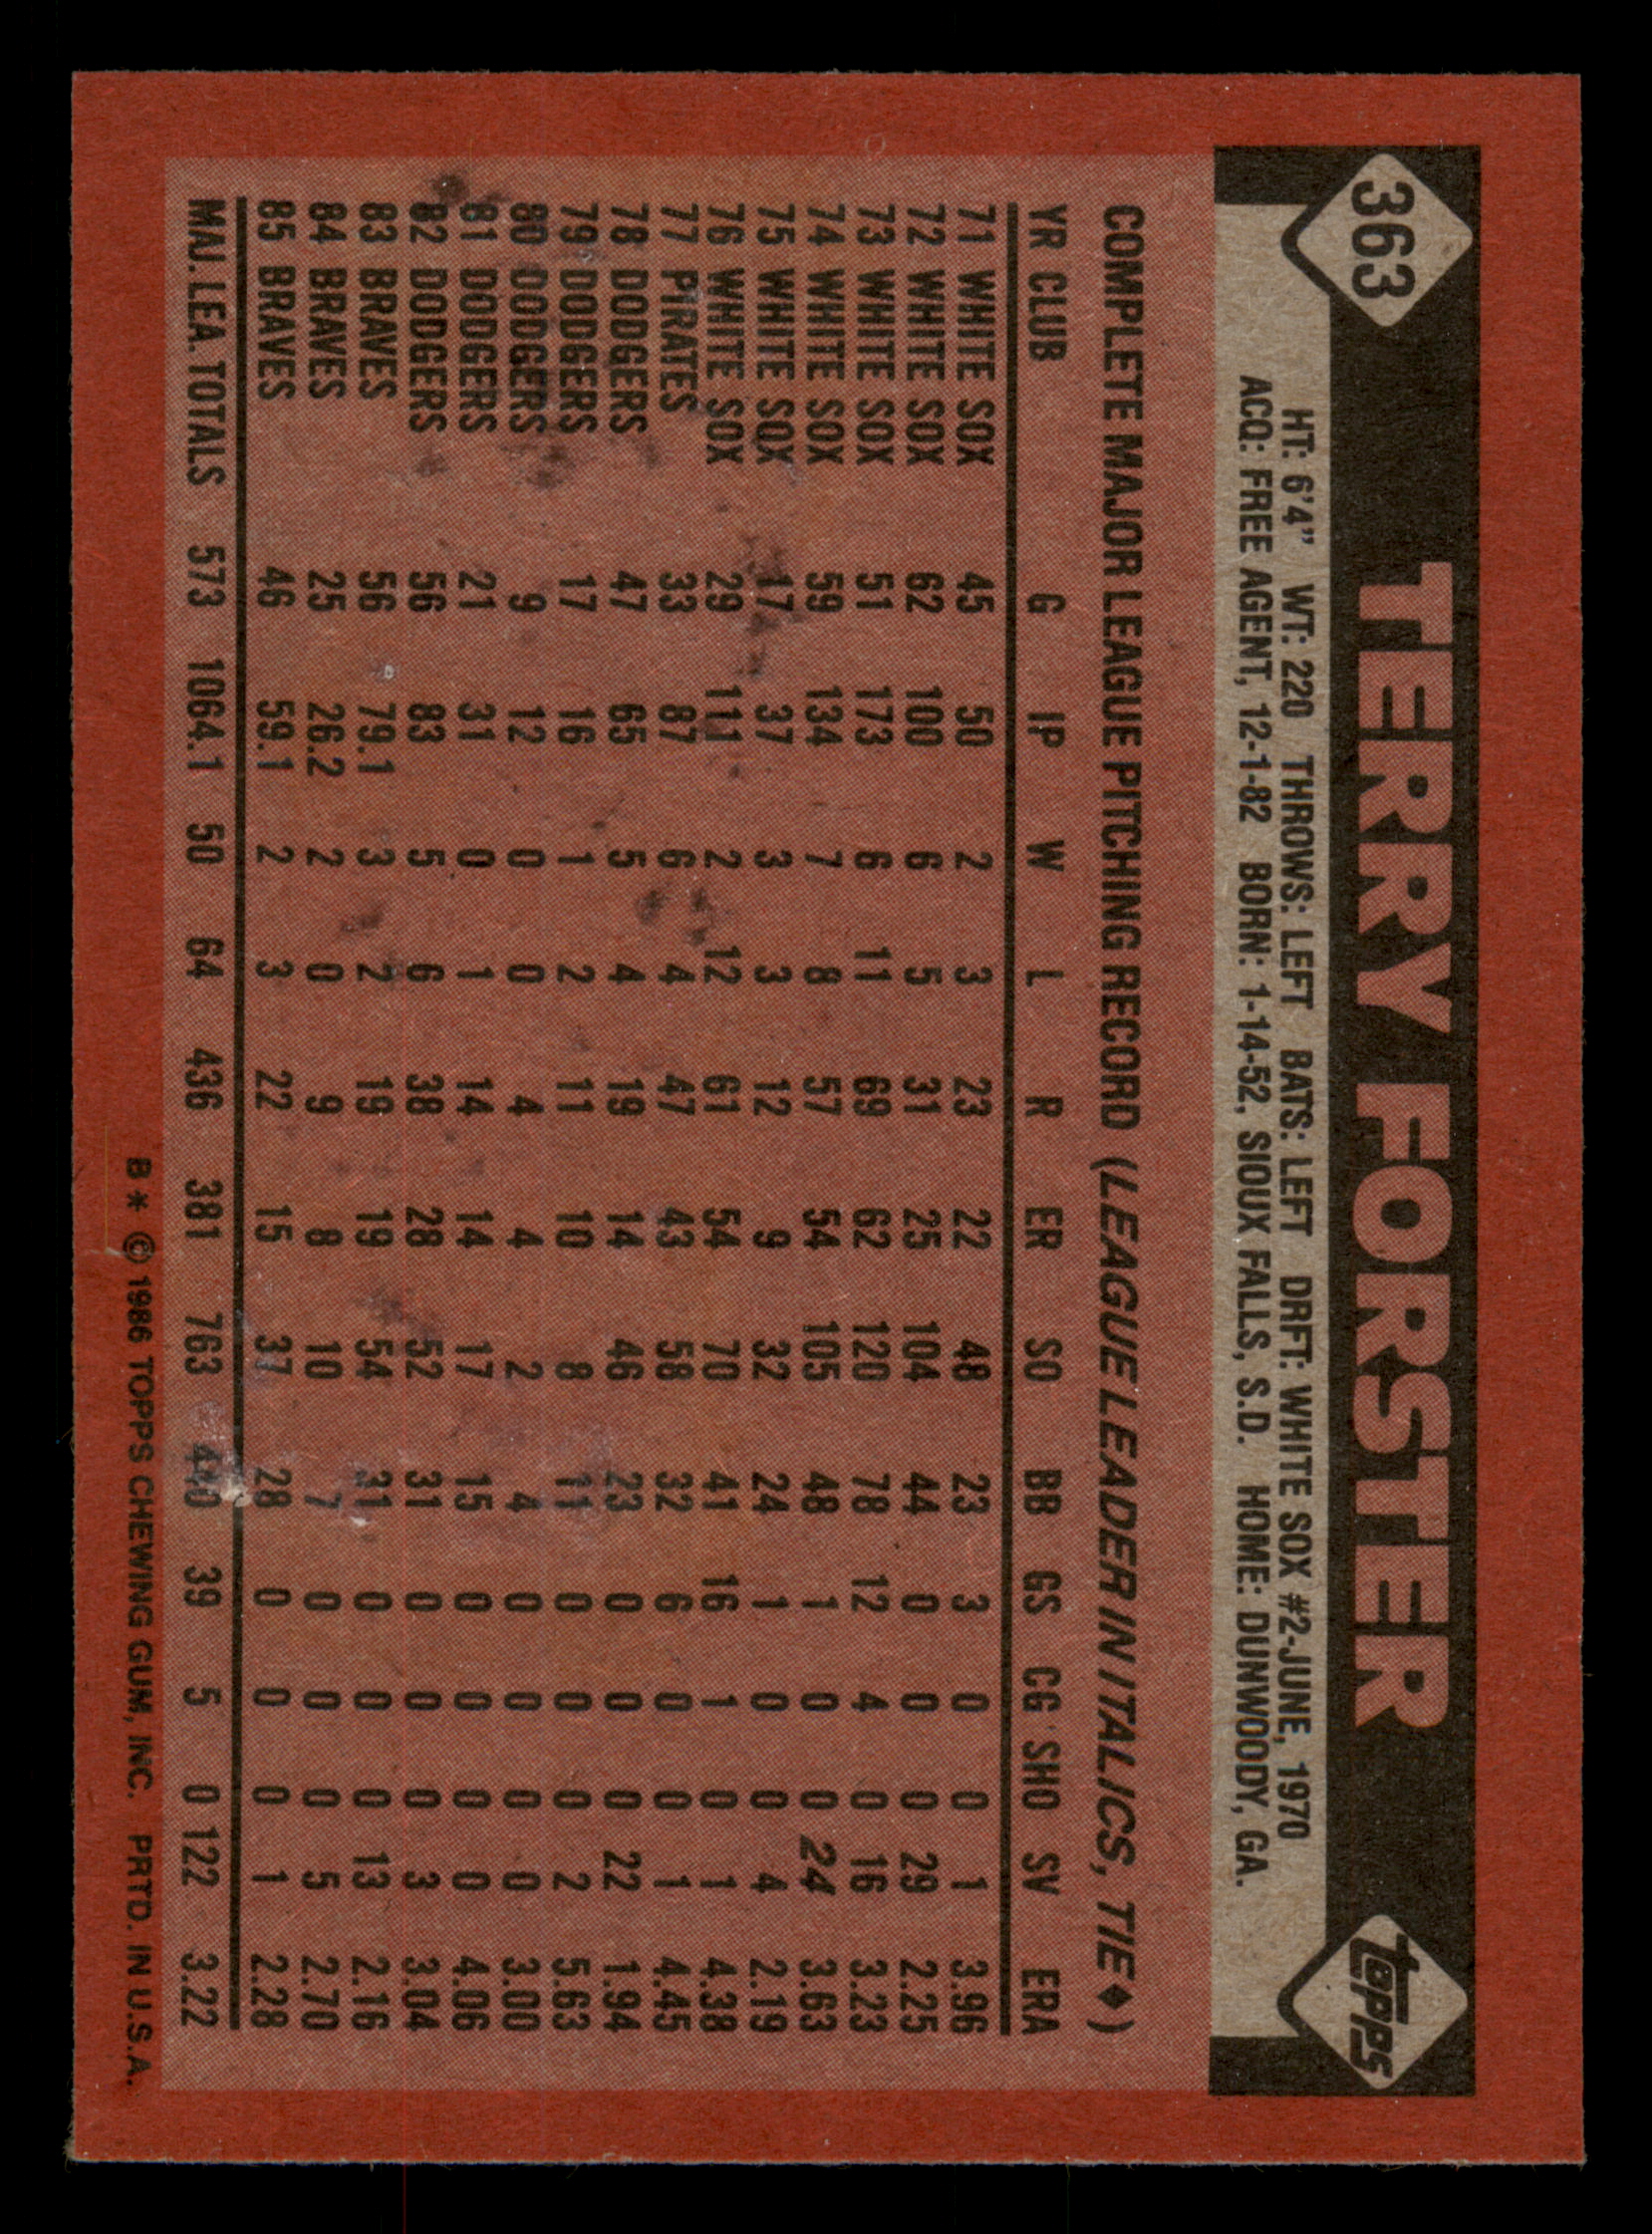 363 TERRY FORSTER topps
HT: 6'4" WT: 220 THROWS: LEFT BATS: LEFT DRFT: WHITE SOX #2-JUNE, 1970
ACQ: FREE AGENT, 12-1-82 BORN: 1-14-52, SIOUX FALLS, S.D. HOME: DUNWOODY, GA.
COMPLETE MAJOR LEAGUE PITCHING RECORD (LEAGUE LEADER IN ITALICS, TIE♦)
YR CLUB G IP W L R ER SO BB GS CG SHO SV ERA
71 WHITE SOX 45 50 2 3 23 22 48 23 3 0 0 1 3.96
72 WHITE SOX 62 100 6 5 31 25 104 44 0 0 0 29 2.25
73 WHITE SOX 51 173 6 11 69 62 120 78 12 4 0 16 3.23
74 WHITE SOX 59 134 7 8 57 54 105 48 1 0 0 24 3.63
75 WHITE SOX 17 37 3 3 12 9 32 24 1 0 0 4 2.19
76 WHITE SOX 29 111 2 12 61 54 70 41 16 1 0 1 4.38
77 PIRATES 33 87 6 4 47 43 58 32 6 0 0 1 4.45
78 DODGERS 47 65 5 4 19 14 46 23 0 0 0 22 1.94
79 DODGERS 17 16 1 2 11 10 8 11 0 0 0 2 5.63
80 DODGERS 9 12 0 0 4 4 2 4 0 0 0 0 3.00
81 DODGERS 21 31 0 1 14 14 17 15 0 0 0 0 4.06
82 DODGERS 56 83 5 6 38 28 52 31 0 0 0 3 3.04
83 BRAVES 56 79.1 3 2 19 19 54 31 0 0 0 13 2.16
84 BRAVES 25 26.2 2 0 9 8 10 7 0 0 0 5 2.70
85 BRAVES 46 59.1 2 3 22 15 37 28 0 0 0 1 2.28
MAJ. LEA. TOTALS 573 1064.1 50 64 436 381 763 440 39 5 0 122 3.22
B * © 1986 TOPPS CHEWING GUM, INC. PRTD. IN U.S.A.